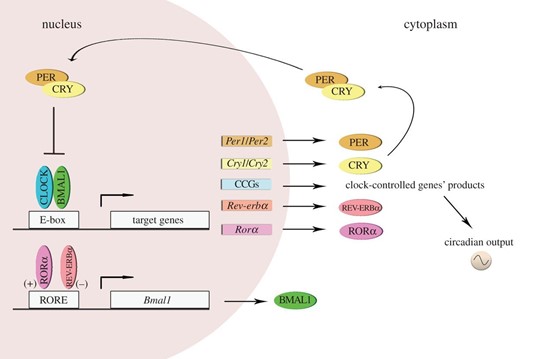 nucleus
cytoplasm
PER
CRY
PER
CRY
Per1/Per2
PER
Cry1/Cry2
CRY
CCGs
clock-controlled genes' products
Rev-erbα
REV-ERBα
Rorα
RORα
circadian output
CLOCK
BMAL1
E-box
target genes
RORα
REV-ERBα
(+)
(−)
RORE
Bmal1
BMAL1